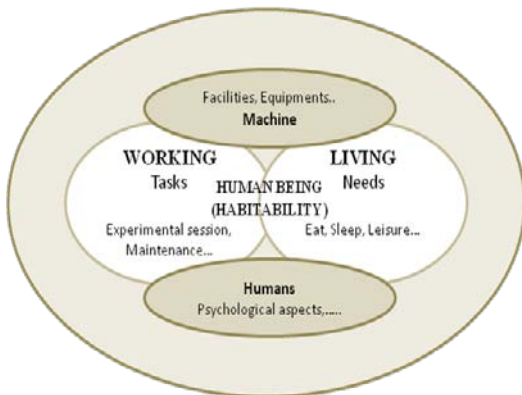 Facilities, Equipments..
Machine
WORKING
Tasks
Experimental session,
Maintenance...
HUMAN BEING
(HABITABILITY)
LIVING
Needs
Eat, Sleep, Leisure...
Humans
Psychological aspects,.....